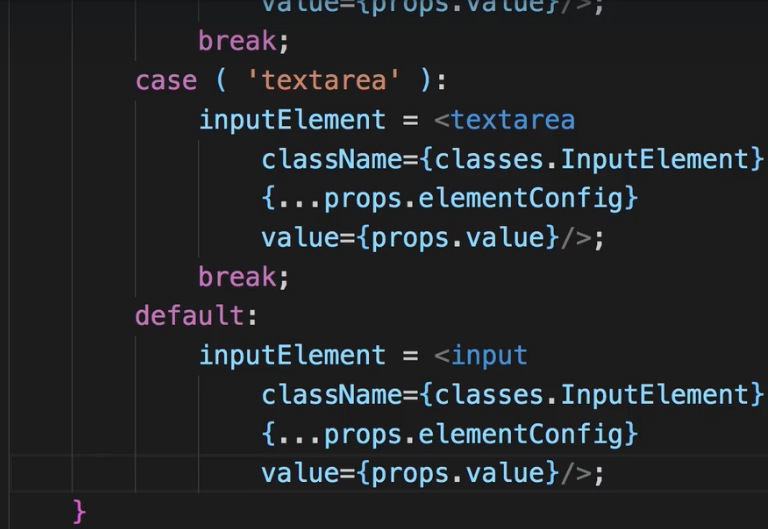 value={props.value}/>;
break;
case ( 'textarea' ):
inputElement = <textarea
className={classes.InputElement}
{...props.elementConfig}
value={props.value}/>;
break;
default:
inputElement = <input
className={classes.InputElement}
{...props.elementConfig}
value={props.value}/>;
}